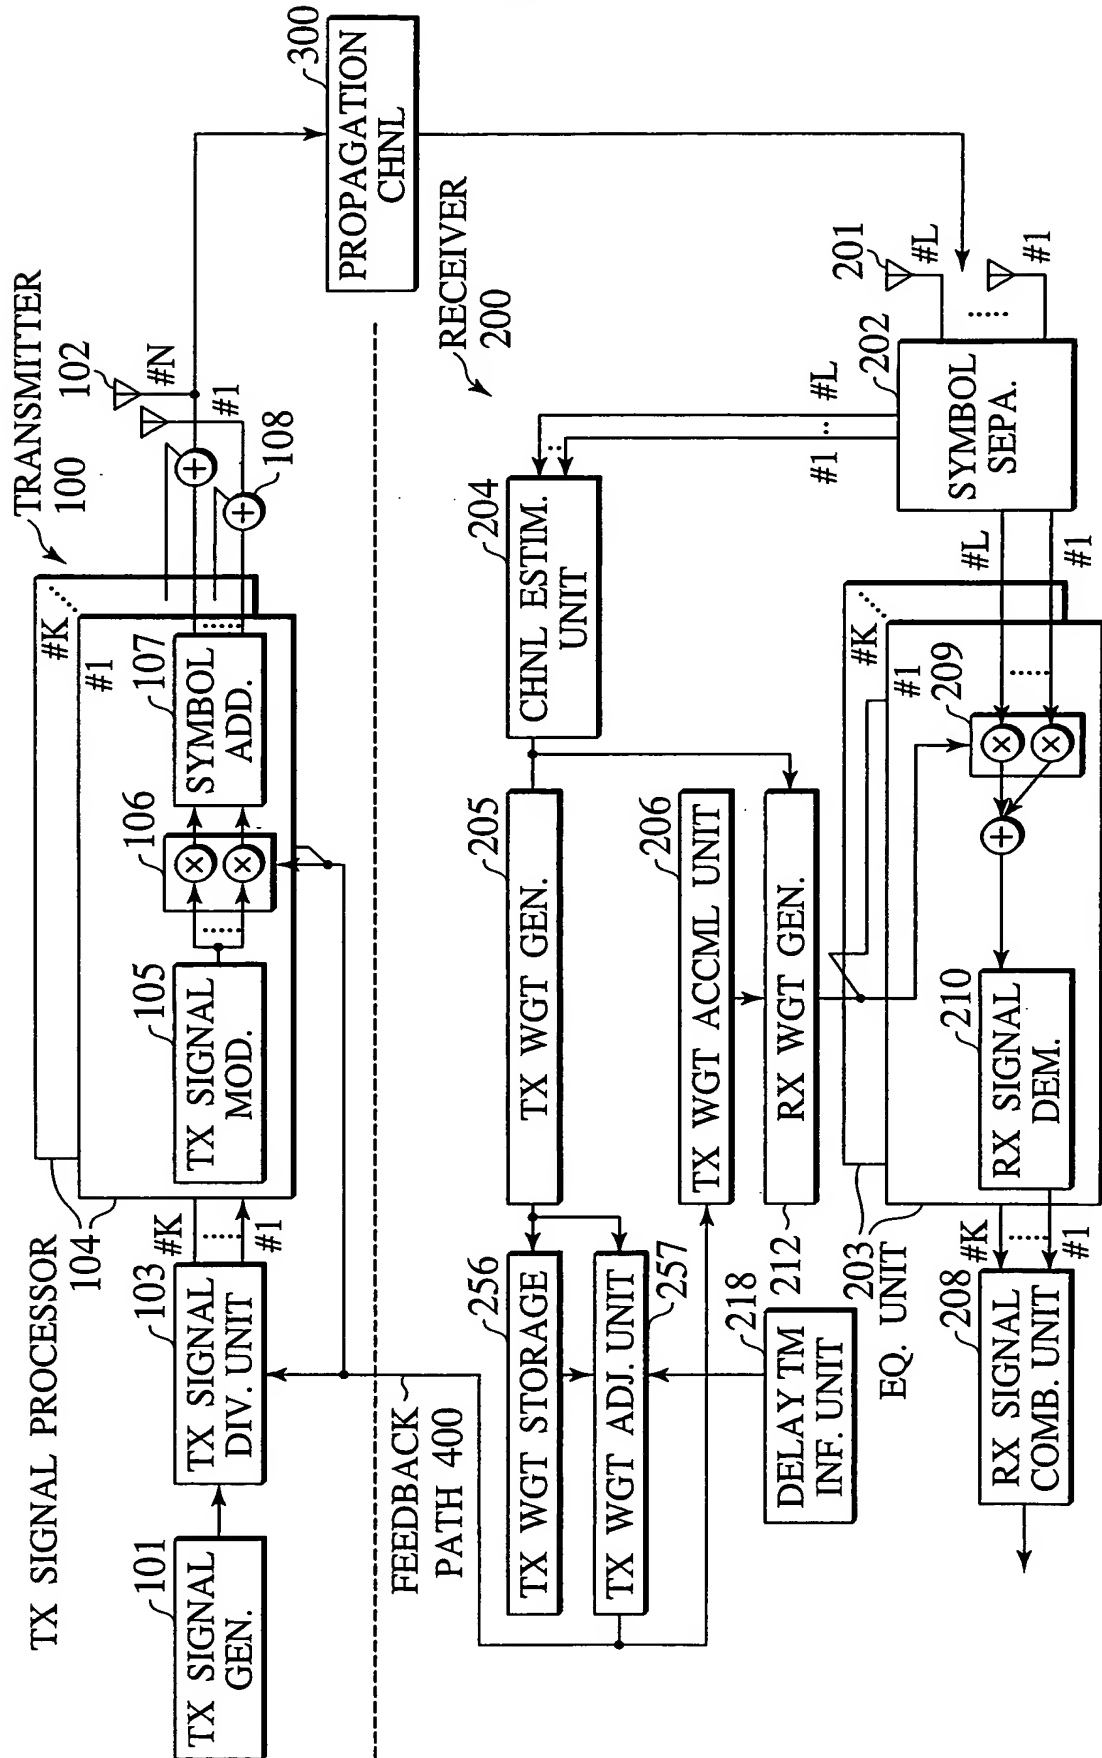 TRANSMITTER
100
TX SIGNAL PROCESSOR
104
101
TX SIGNAL
GEN.
103
TX SIGNAL
DIV. UNIT
#K
#1
#K
#1
105
TX SIGNAL
MOD.
106
107
SYMBOL
ADD.
108
102
#N
#1
300
PROPAGATION
CHNL
FEEDBACK
PATH 400
RECEIVER
200
201
#L
#1
202
SYMBOL
SEPA.
#L
#1
204
CHNL ESTIM.
UNIT
205
TX WGT GEN.
256
TX WGT STORAGE
TX WGT ADJ. UNIT
257
206
TX WGT ACCML UNIT
RX WGT GEN.
212
218
DELAY TM
INF. UNIT
#L
#1
#K
#1
209
210
RX SIGNAL
DEM.
203
EQ. UNIT
#K
#1
208
RX SIGNAL
COMB. UNIT